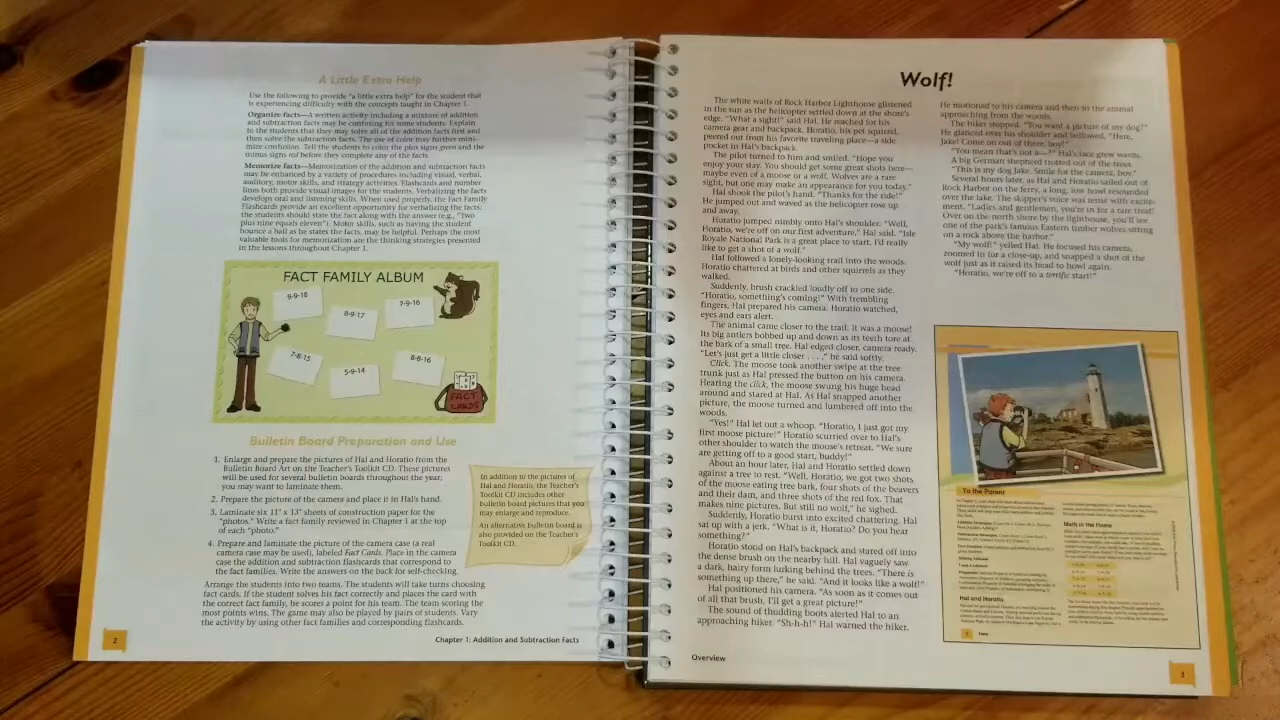 A Little Extra Help
Use the following to provide "a little extra help" for the student that
is experiencing difficulty with the concepts taught in Chapter 1.
Organize facts—A written activity including a mixture of addition
and subtraction facts may be confusing for some students. Explain
to the students that they may solve all of the addition facts first and
then solve the subtraction facts. The use of color may further mini-
mize confusion. Tell the students to color the plus signs green and the
minus signs red before they complete any of the facts.
Memorize facts—Memorization of the addition and subtraction facts
may be enhanced by a variety of procedures including visual, verbal,
auditory, motor skills, and strategy activities. Flashcards and number
lines both provide visual images for the students. Verbalizing the facts
develops oral and listening skills. When used properly, the Fact Family
Flashcards provide an excellent opportunity for verbalizing the facts;
the students should state the fact along with the answer (e.g., "Two
plus nine equals eleven"). Motor skills, such as having the student
bounce a ball as he states the facts, may be helpful. Perhaps the most
valuable tools for memorization are the thinking strategies presented
in the lessons throughout Chapter 1.
FACT FAMILY ALBUM
9-9-18
8-9-17
7-9-16
7-8-15
5-9-14
8-8-16
FACT
CARDS
Bulletin Board Preparation and Use
1. Enlarge and prepare the pictures of Hal and Horatio from the
Bulletin Board Art on the Teacher's Toolkit CD. These pictures
will be used for several bulletin boards throughout the year;
you may want to laminate them.
2. Prepare the picture of the camera and place it in Hal's hand.
3. Laminate six 11" x 7" sheets of construction paper for the
"photos." Write a fact family reviewed in Chapter 1 at the top
of each "photo."
4. Prepare and laminate the picture of the camera case (a real
camera case may be used), labeled Fact Cards. Place in the camera
case the addition and subtraction flashcards that correspond to
the fact families. Write the answers on the back for self-checking.
Arrange the students into two teams. The students will take turns choosing
fact cards. If the student solves the fact correctly and places the card with
the correct fact family, he scores a point for his team. The team scoring the
most points wins. The game may also be played by pairs of students. Vary
the activity by using other fact families and corresponding flashcards.
In addition to the pictures of
Hal and Horatio, the Teacher's
Toolkit CD includes other
bulletin board pictures that you
may enlarge and reproduce.
An alternative bulletin board is
also provided on the Teacher's
Toolkit CD.
2
Chapter 1: Addition and Subtraction Facts
Wolf!
The white walls of Rock Harbor Lighthouse glistened
in the sun as the helicopter settled down at the shore's
edge. "What a sight!" said Hal. He reached for his
camera gear and backpack. Horatio, his pet squirrel,
peered out from his favorite traveling place—a side
pocket in Hal's backpack.
The pilot turned to him and smiled. "Hope you
enjoy your stay. You should get some great shots here—
maybe even of a moose or a wolf. Wolves are a rare
sight, but one may make an appearance for you today."
Hal shook the pilot's hand. "Thanks for the ride!"
He jumped out and waved as the helicopter rose up
and away.
Horatio jumped nimbly onto Hal's shoulder. "Well,
Horatio, we're off on our first adventure," Hal said. "Isle
Royale National Park is a great place to start. I'd really
like to get a shot of a wolf."
Hal followed a lonely-looking trail into the woods.
Horatio chattered at birds and other squirrels as they
walked.
Suddenly, brush crackled loudly off to one side.
"Horatio, something's coming!" With trembling
fingers, Hal prepared his camera. Horatio watched,
eyes and ears alert.
The animal came closer to the trail. It was a moose!
Its big antlers bobbed up and down as its teeth tore at
the bark of a small tree. Hal edged closer, camera ready.
"Let's just get a little closer . . . ," he said softly.
Click. The moose took another swipe at the tree
trunk just as Hal pressed the button on his camera.
Hearing the click, the moose swung his huge head
around and stared at Hal. As Hal snapped another
picture, the moose turned and lumbered off into the
woods.
"Yes!" Hal let out a whoop. "Horatio, I just got my
first moose picture!" Horatio scurried over to Hal's
other shoulder to watch the moose's retreat. "We sure
are getting off to a good start, buddy!"
About an hour later, Hal and Horatio settled down
against a tree to rest. "Well, Horatio, we got two shots
of the moose eating tree bark, four shots of the beavers
and their dam, and three shots of the red fox. That
makes nine pictures. But still no wolf," he sighed.
Suddenly, Horatio burst into excited chattering. Hal
sat up with a jerk. "What is it, Horatio? Do you hear
something?"
Horatio stood on Hal's backpack and stared off into
the dense brush on the nearby hill. Hal vaguely saw
a dark, hairy form lurking behind the trees. "There is
something up there," he said. "And it looks like a wolf!"
Hal positioned his camera. "As soon as it comes out
of all that brush, I'll get a great picture!"
The sound of thudding boots alerted Hal to an
approaching hiker. "Sh-h-h!" Hal warned the hiker.
He motioned to his camera and then to the animal
approaching from the woods.
The hiker stopped. "You want a picture of my dog?"
He glanced over his shoulder and bellowed, "Here,
Jake! Come on out of there, boy!"
"You mean that's not a—?" Hal's face grew warm.
A big German shepherd trotted out of the trees.
"This is my dog Jake. Smile for the camera, boy."
Several hours later, as Hal and Horatio sailed out of
Rock Harbor on the ferry, a long, low howl resounded
over the lake. The skipper's voice was tense with excite-
ment. "Ladies and gentlemen, you're in for a rare treat!
Over on the north shore by the lighthouse, you'll see
one of the park's famous Eastern timber wolves sitting
on a rock above the harbor."
"My wolf!" yelled Hal. He focused his camera,
zoomed in for a close-up, and snapped a shot of the
wolf just as it raised its head to howl again.
"Horatio, we're off to a terrific start!"
To the Parent
Math in the Home
Hal and Horatio
Overview
3